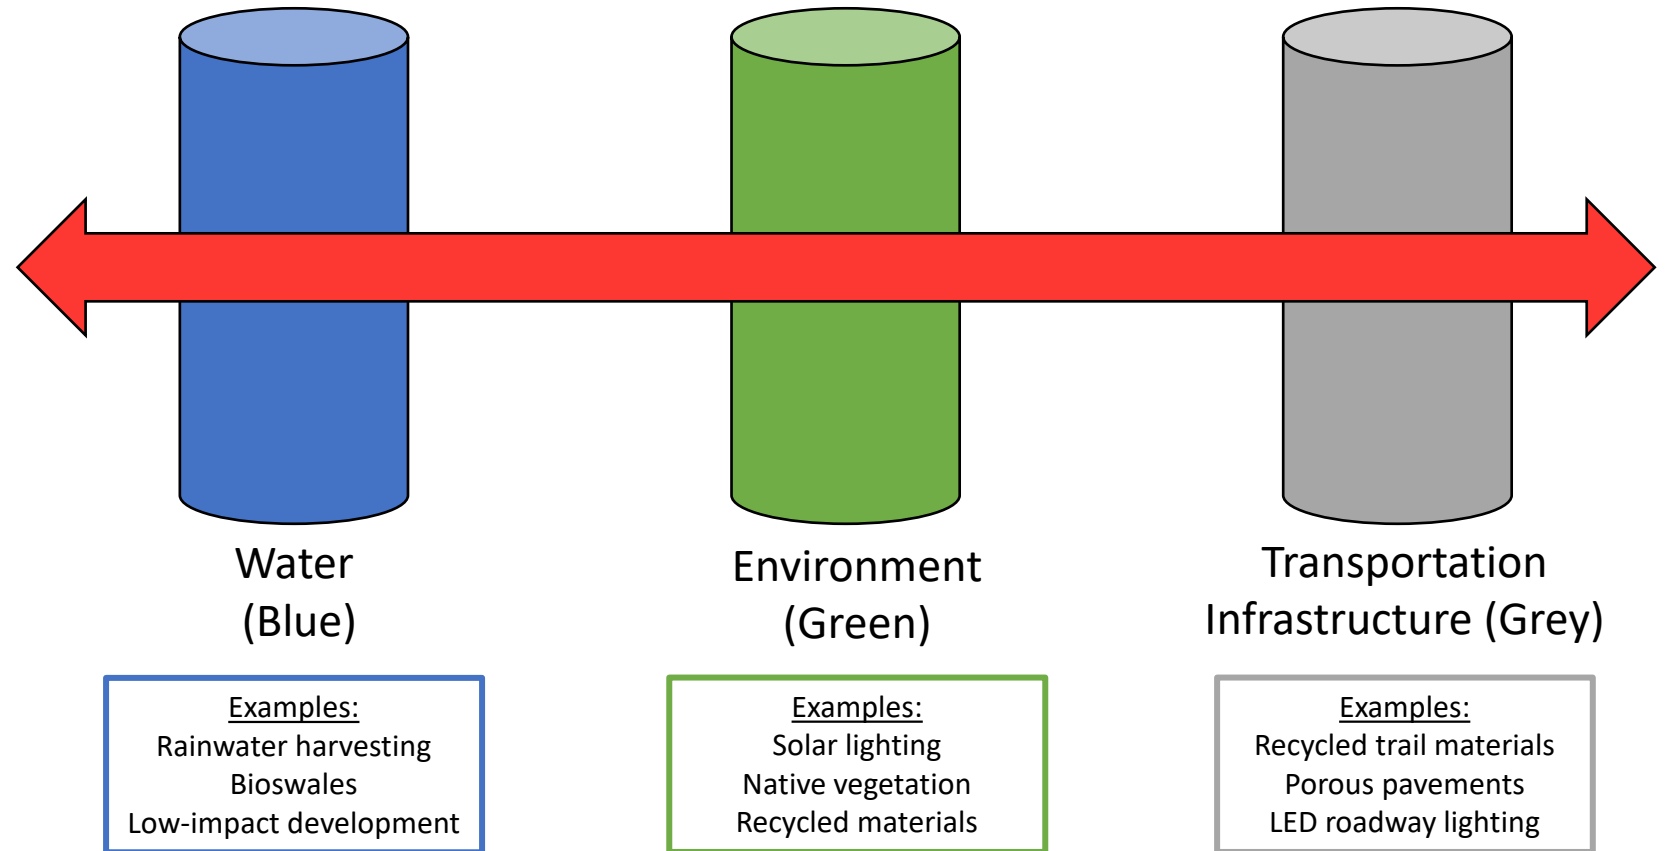 Water
(Blue)
Environment
(Green)
Transportation
Infrastructure (Grey)
Examples:
Rainwater harvesting
Bioswales
Low-impact development
Examples:
Solar lighting
Native vegetation
Recycled materials
Examples:
Recycled trail materials
Porous pavements
LED roadway lighting